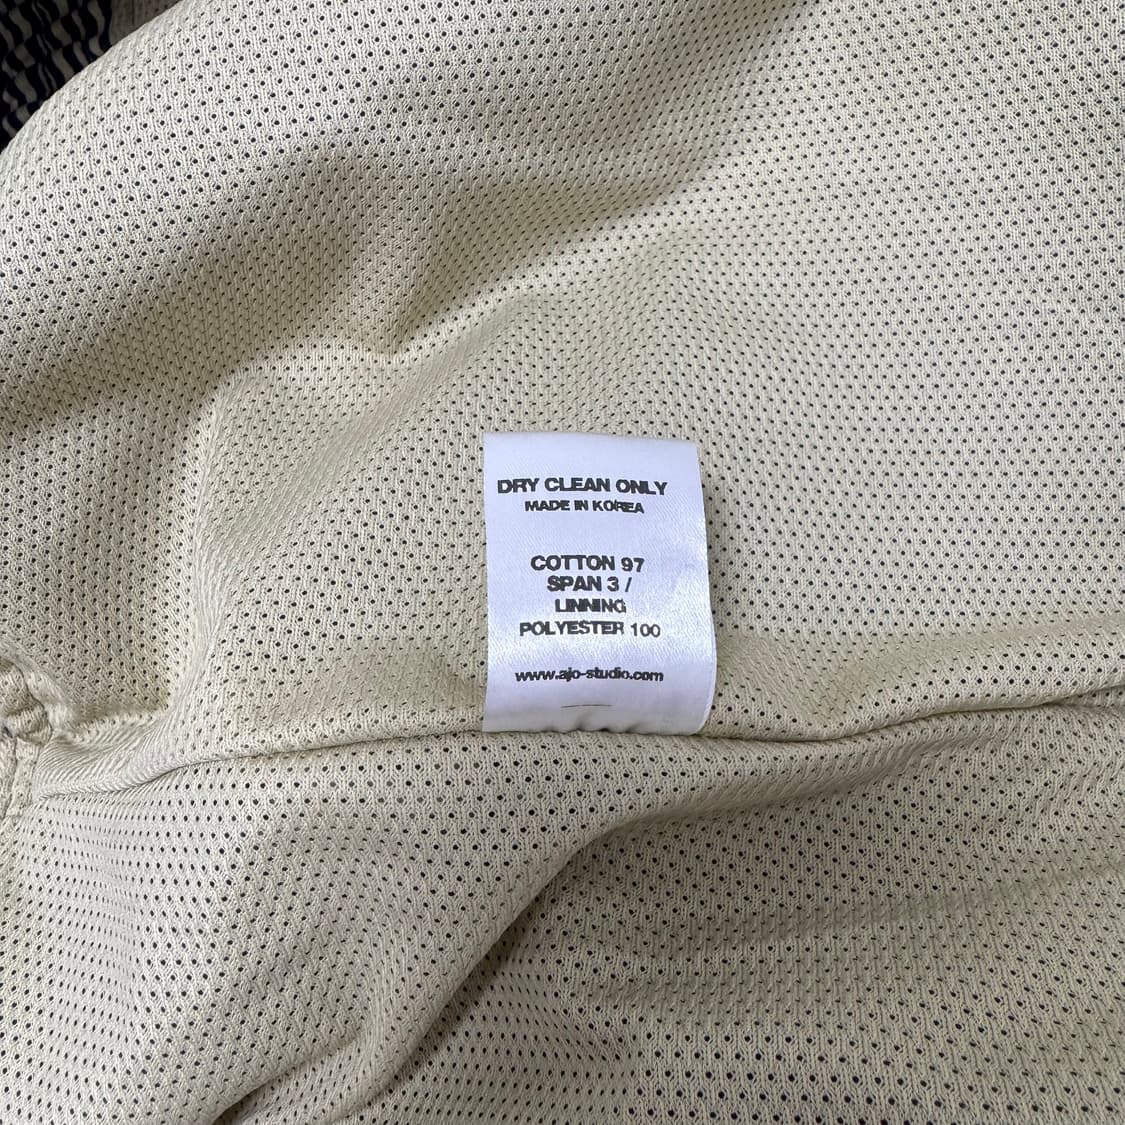 DRY CLEAN ONLY
MADE IN KOREA
COTTON 97
SPAN 3 /
LINNING
POLYESTER 100
www.ajo-studio.com